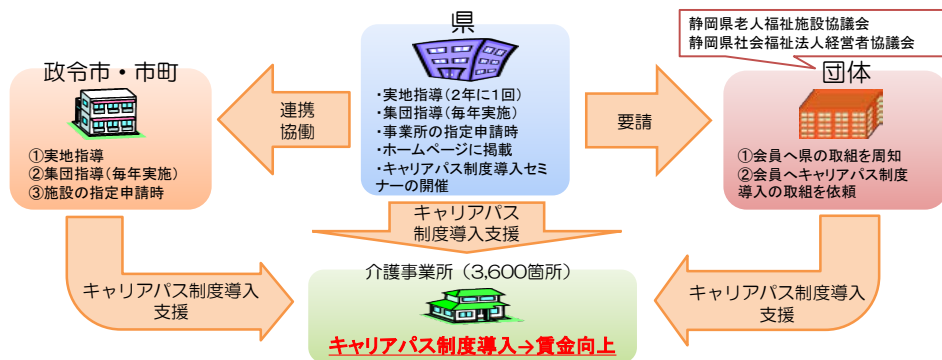 静岡県老人福祉施設協議会
静岡県社会福祉法人経営者協議会
県
政令市・市町
団体
・実地指導(2年に1回)
・集団指導(毎年実施)
・事業所の指定申請時
・ホームページに掲載
・キャリアパス制度導入セミ
ナーの開催
連携
協働
要請
①実地指導
②集団指導(毎年実施)
③施設の指定申請時
①会員へ県の取組を周知
②会員へキャリアパス制度
導入の取組を依頼
キャリアパス
制度導入支援
介護事業所(3,600箇所)
キャリアパス制度導入
支援
キャリアパス制度導入
支援
キャリアパス制度導入→賃金向上